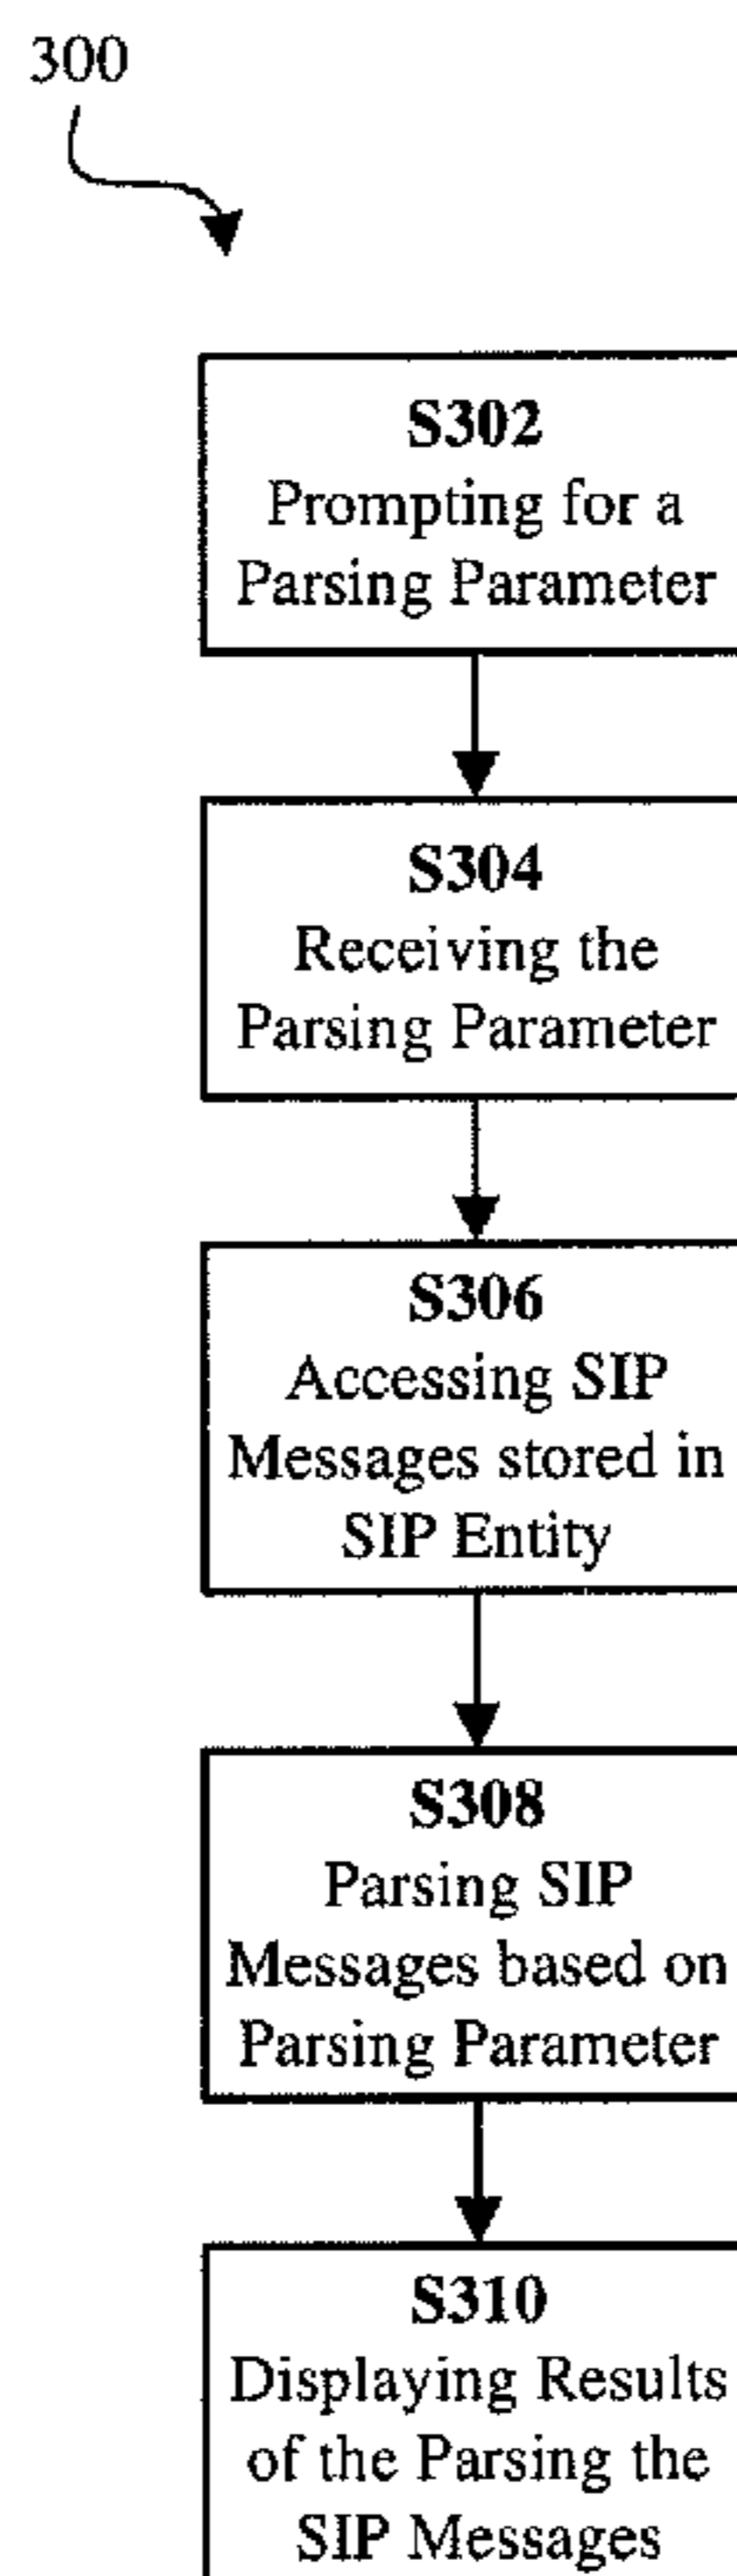 300
S302
Prompting for a
Parsing Parameter
S304
Receiving the
Parsing Parameter
S306
Accessing SIP
Messages stored in
SIP Entity
S308
Parsing SIP
Messages based on
Parsing Parameter
S310
Displaying Results
of the Parsing the
SIP Messages